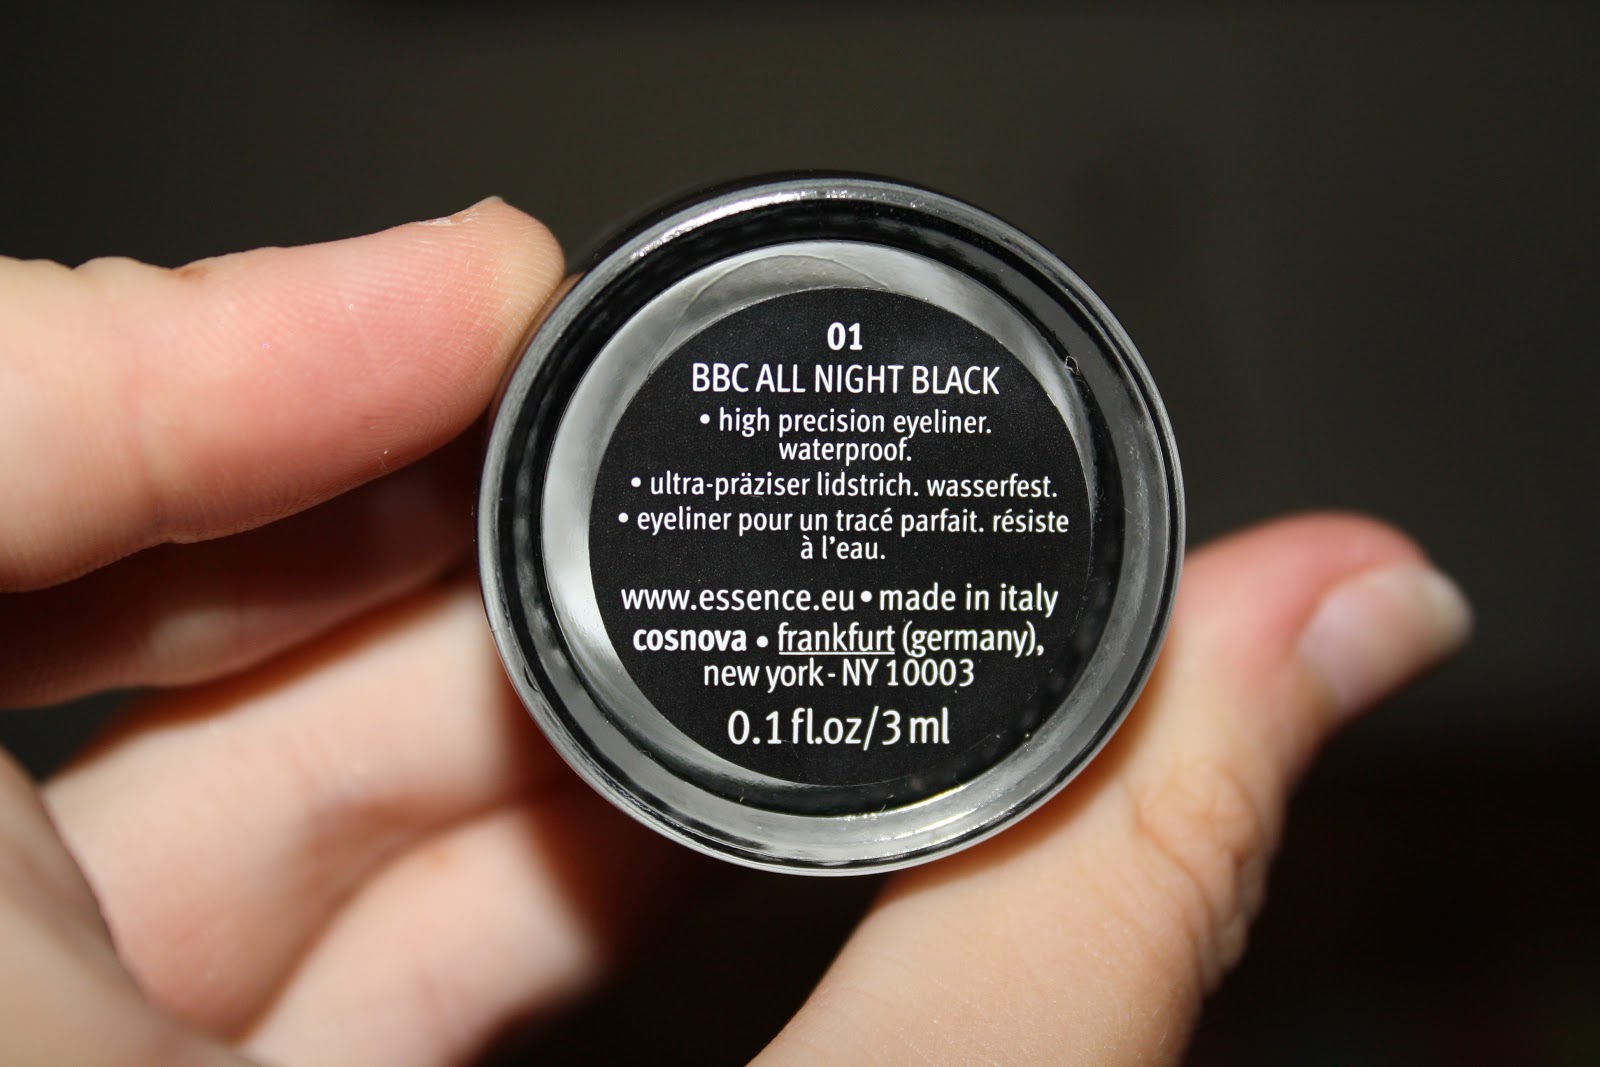 01
BBC ALL NIGHT BLACK
• high precision eyeliner.
waterproof.
• ultra-präziser lidstrich. wasserfest.
• eyeliner pour un tracé parfait. résiste
à l'eau.
www.essence.eu • made in italy
cosnova • frankfurt (germany),
new york - NY 10003
0.1 fl.oz/3 ml